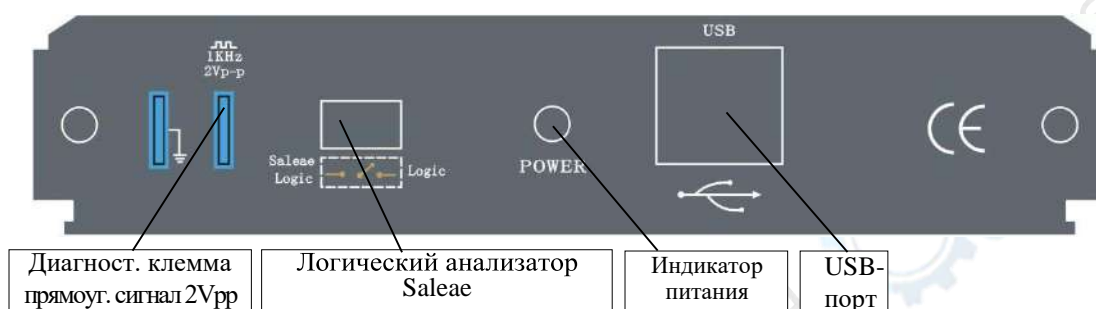 USB
1KHz
2Vp-p
Saleae
Logic
Logic
POWER
CE
Диагност. клемма
прямоуг. сигнал 2Vpp
Логический анализатор
Saleae
Индикатор
питания
USB-
порт